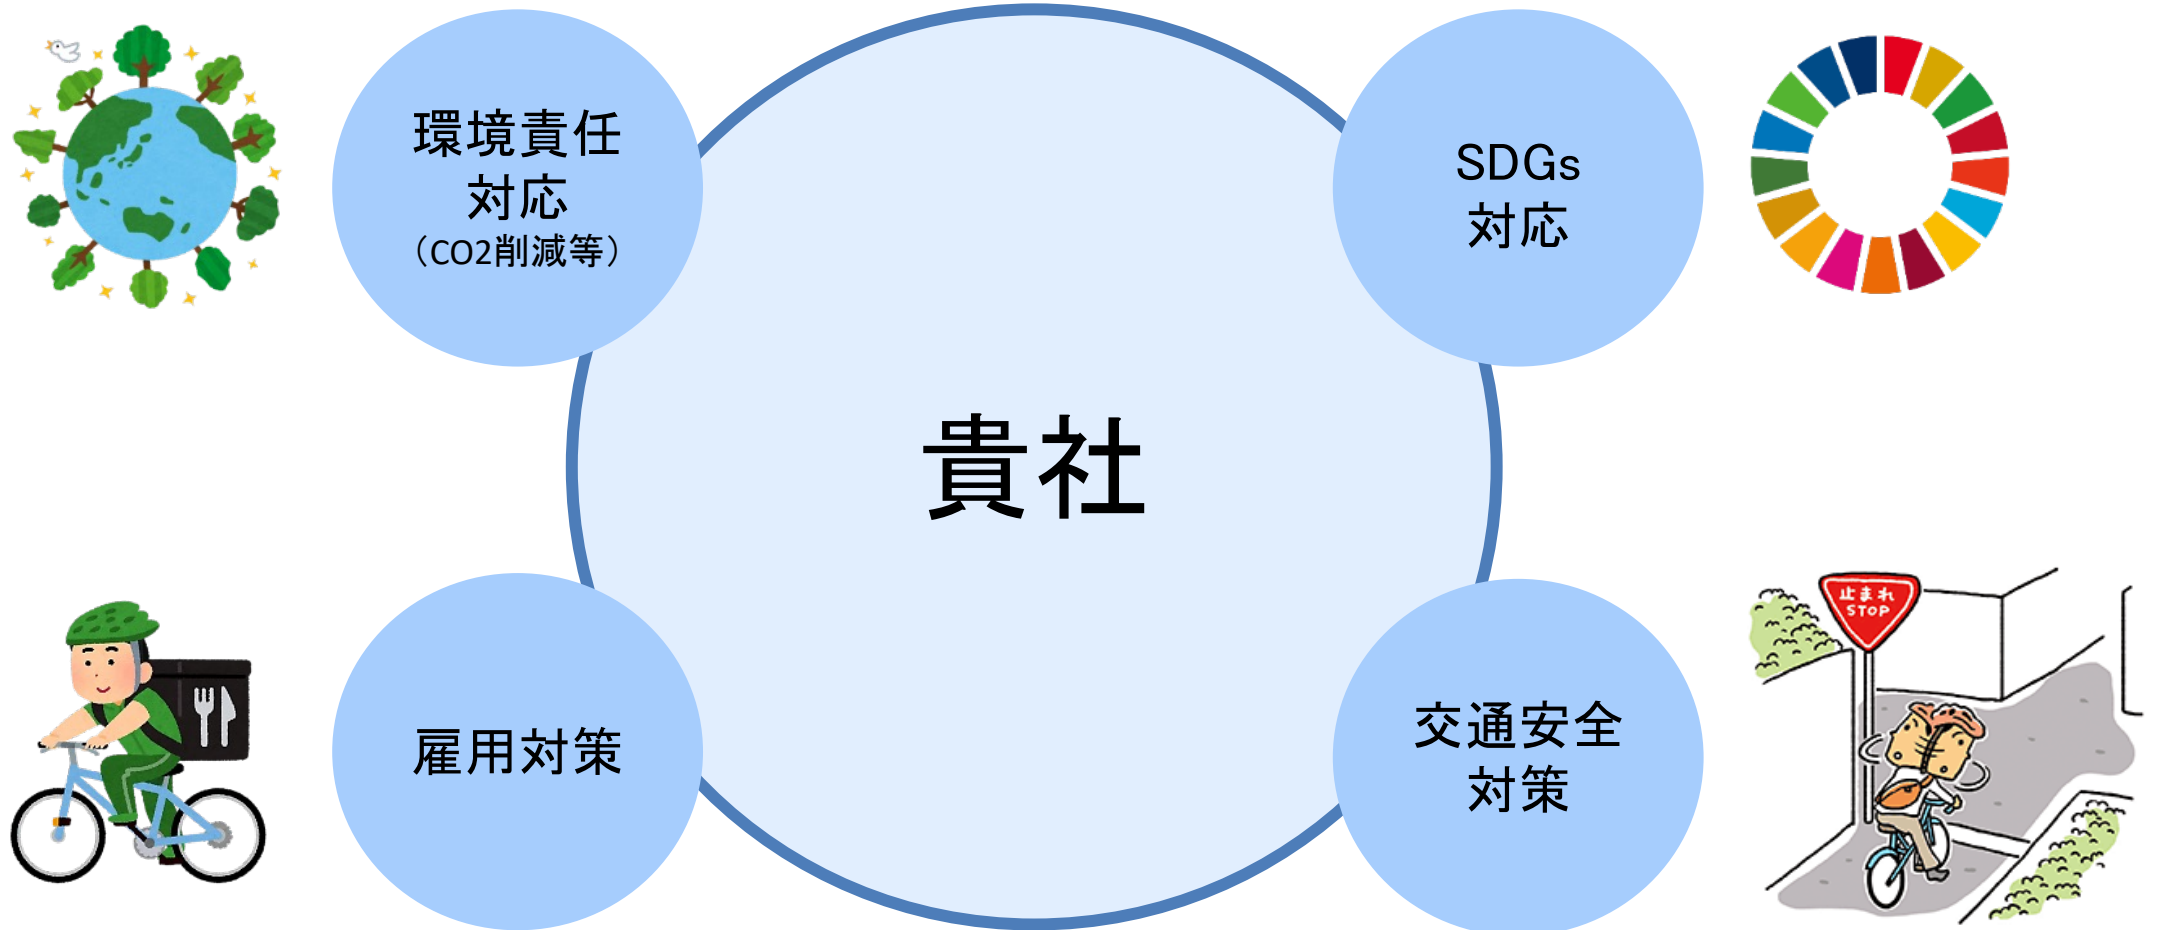 環境責任
対応
（CO2削減等）
SDGs
対応
貴社
雇用対策
交通安全
対策
止まれ
STOP